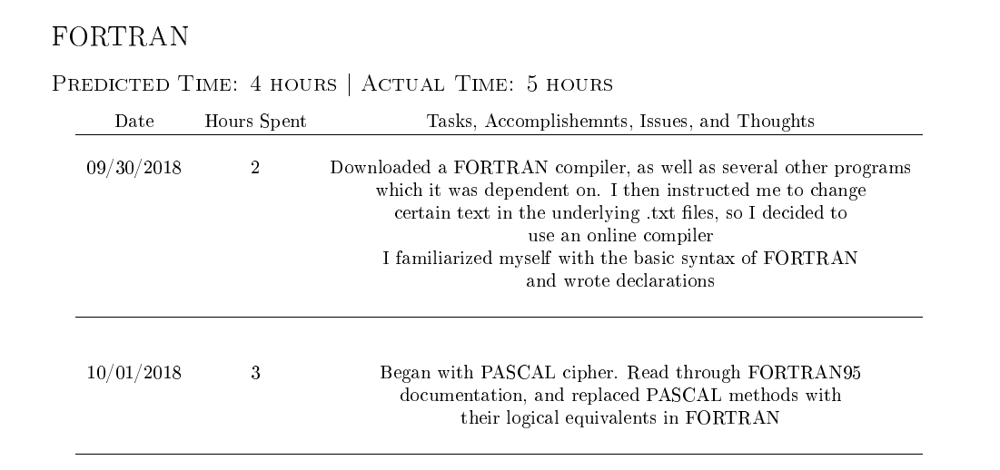 FORTRAN
Predicted Time: 4 hours | Actual Time: 5 hours
Date Hours Spent Tasks, Accomplishemnts, Issues, and Thoughts
09/30/2018 2 Downloaded a FORTRAN compiler, as well as several other programs
which it was dependent on. I then instructed me to change
certain text in the underlying .txt files, so I decided to
use an online compiler
I familiarized myself with the basic syntax of FORTRAN
and wrote declarations
10/01/2018 3 Began with PASCAL cipher. Read through FORTRAN95
documentation, and replaced PASCAL methods with
their logical equivalents in FORTRAN